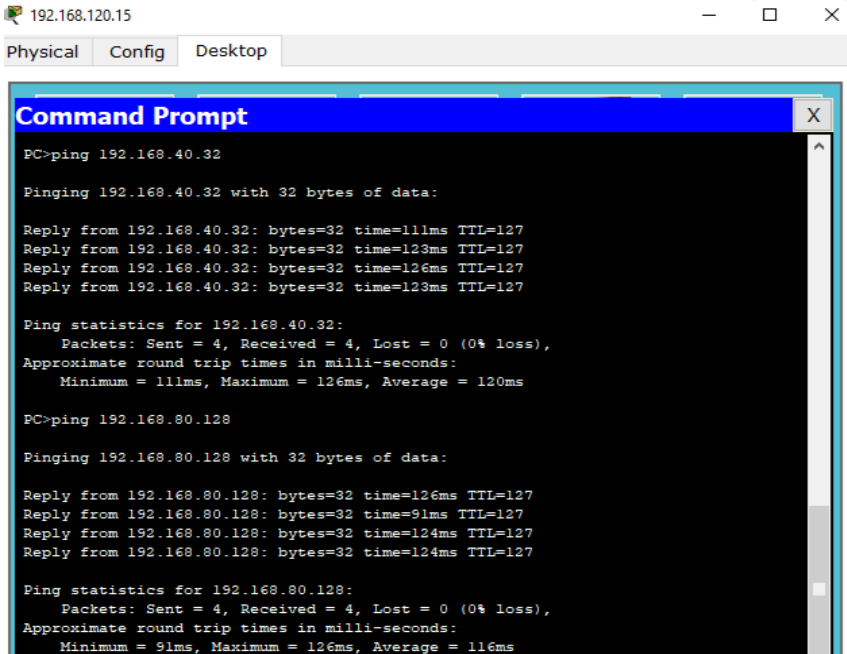 192.168.120.15
Physical Config Desktop
Command Prompt X
PC>ping 192.168.40.32
Pinging 192.168.40.32 with 32 bytes of data:
Reply from 192.168.40.32: bytes=32 time=111ms TTL=127
Reply from 192.168.40.32: bytes=32 time=123ms TTL=127
Reply from 192.168.40.32: bytes=32 time=126ms TTL=127
Reply from 192.168.40.32: bytes=32 time=123ms TTL=127
Ping statistics for 192.168.40.32:
Packets: Sent = 4, Received = 4, Lost = 0 (0% loss),
Approximate round trip times in milli-seconds:
Minimum = 111ms, Maximum = 126ms, Average = 120ms
PC>ping 192.168.80.128
Pinging 192.168.80.128 with 32 bytes of data:
Reply from 192.168.80.128: bytes=32 time=126ms TTL=127
Reply from 192.168.80.128: bytes=32 time=91ms TTL=127
Reply from 192.168.80.128: bytes=32 time=124ms TTL=127
Reply from 192.168.80.128: bytes=32 time=124ms TTL=127
Ping statistics for 192.168.80.128:
Packets: Sent = 4, Received = 4, Lost = 0 (0% loss),
Approximate round trip times in milli-seconds:
Minimum = 91ms, Maximum = 126ms, Average = 116ms